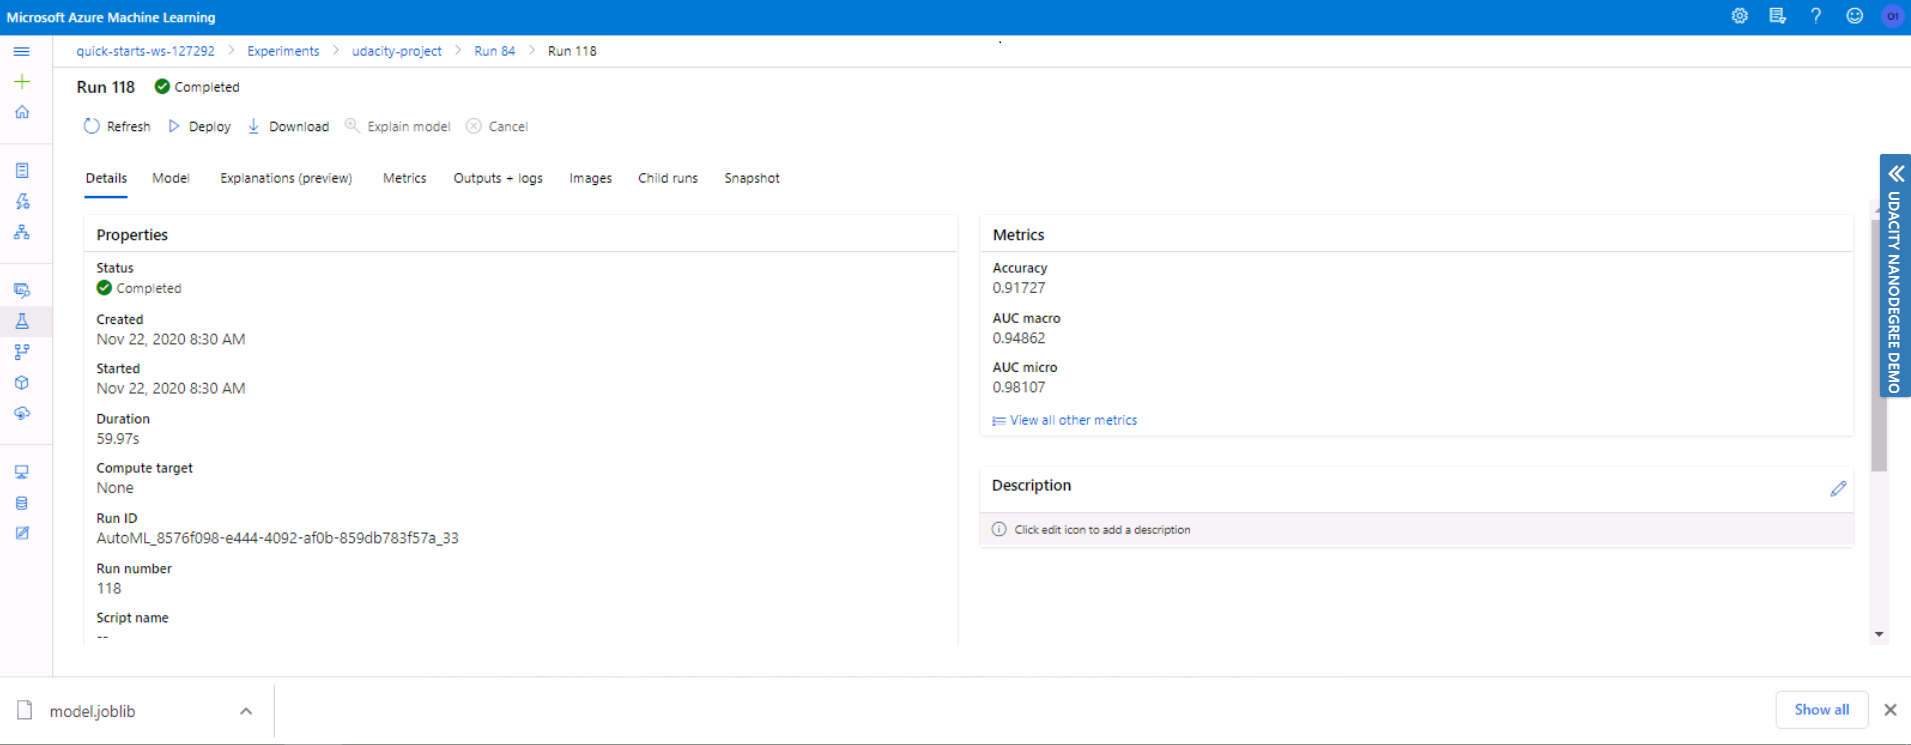 Microsoft Azure Machine Learning
O1
quick-starts-ws-127292 > Experiments > udacity-project > Run 84 > Run 118
Run 118 Completed
Refresh Deploy Download Explain model Cancel
Details Model Explanations (preview) Metrics Outputs + logs Images Child runs Snapshot
Properties
Status
Completed
Created
Nov 22, 2020 8:30 AM
Started
Nov 22, 2020 8:30 AM
Duration
59.97s
Compute target
None
Run ID
AutoML_8576f098-e444-4092-af0b-859db783f57a_33
Run number
118
Script name
--
Metrics
Accuracy
0.91727
AUC macro
0.94862
AUC micro
0.98107
View all other metrics
Description
Click edit icon to add a description
UDACITY NANODEGREE DEMO
model.joblib
Show all